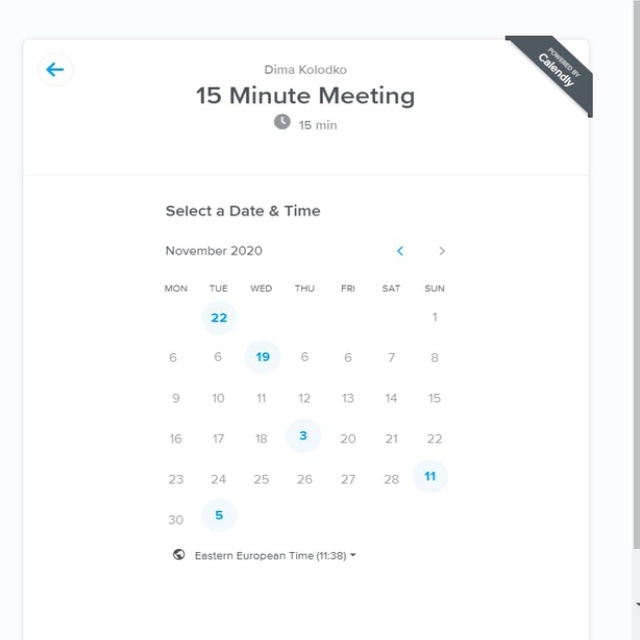 Dima Kolodko
POWERED BY
Calendly
15 Minute Meeting
15 min
Select a Date & Time
November 2020
MON TUE WED THU FRI SAT SUN
22 1
6 6 19 6 6 7 8
9 10 11 12 13 14 15
16 17 18 3 20 21 22
23 24 25 26 27 28 11
30 5
Eastern European Time (11:38)